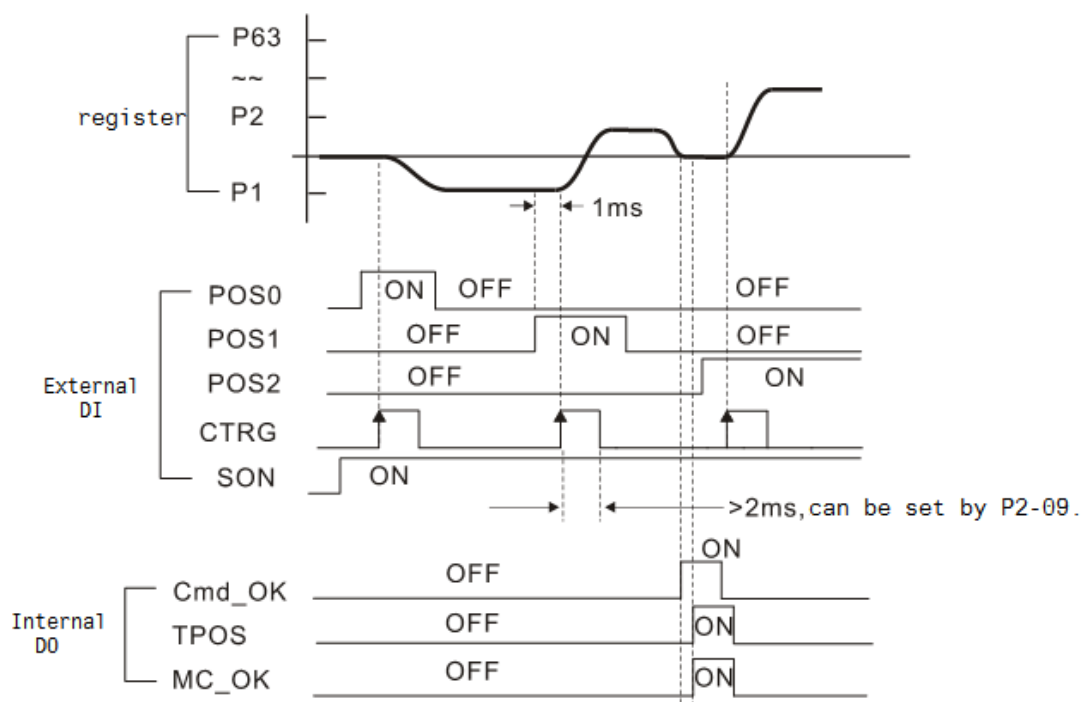 P63
~~
register
P2
P1
1ms
POS0 ON OFF OFF
POS1 OFF ON OFF
External
DI
POS2 OFF ON
CTRG
SON ON
>2ms,can be set by P2-09.
ON
Cmd_OK OFF
Internal
DO
TPOS OFF ON
MC_OK OFF ON